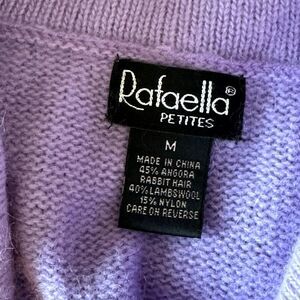 Rafaella®
PETITES
M
MADE IN CHINA
45% ANGORA
RABBIT HAIR
40% LAMBSWOOL
15% NYLON
CARE ON REVERSE